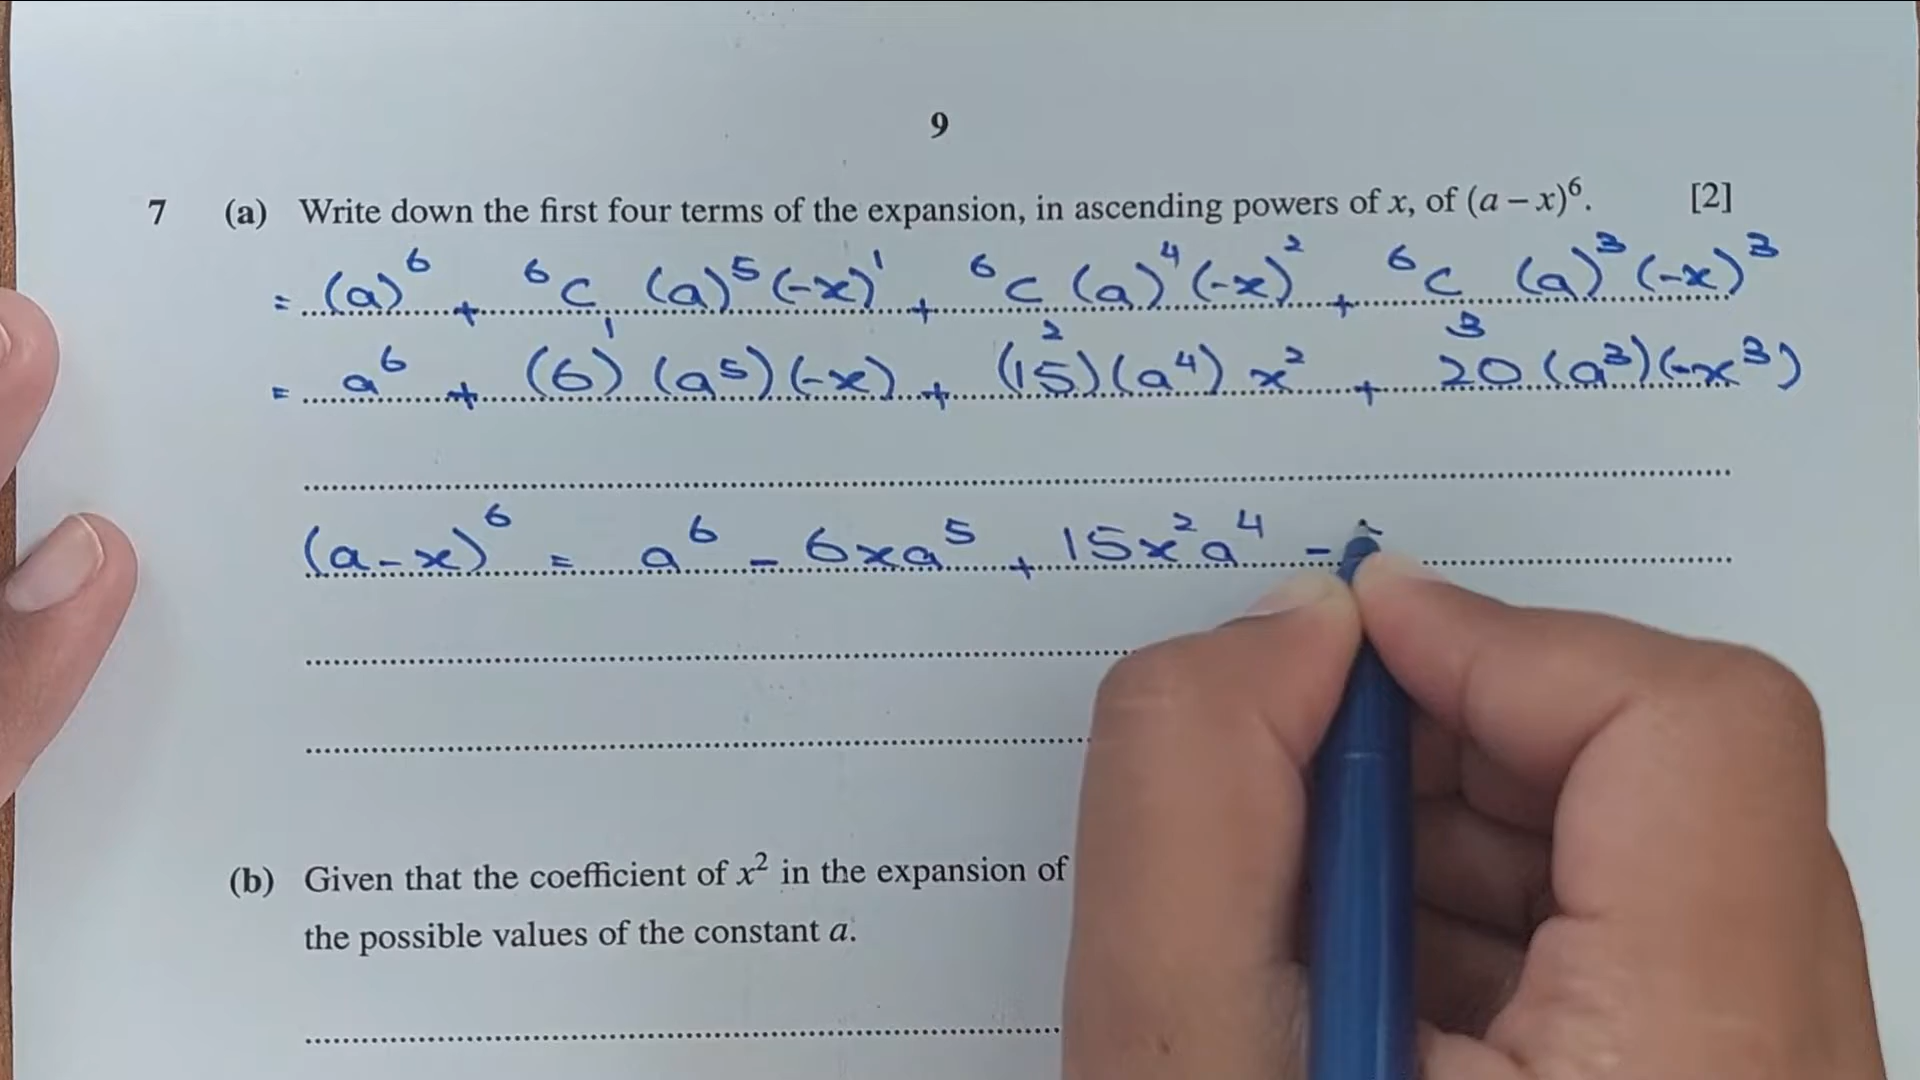 9
7 (a) Write down the first four terms of the expansion, in ascending powers of x, of (a – x)⁶. [2]
= (a)⁶ + ⁶C₁ (a)⁵(-x)¹ + ⁶C₂ (a)⁴(-x)² + ⁶C₃ (a)³(-x)³
= a⁶ + (6)(a⁵)(-x) + (15)(a⁴) x² + 20(a³)(-x³)
(a-x)⁶ = a⁶ - 6xa⁵ + 15x²a⁴ -
(b) Given that the coefficient of x² in the expansion of
the possible values of the constant a.